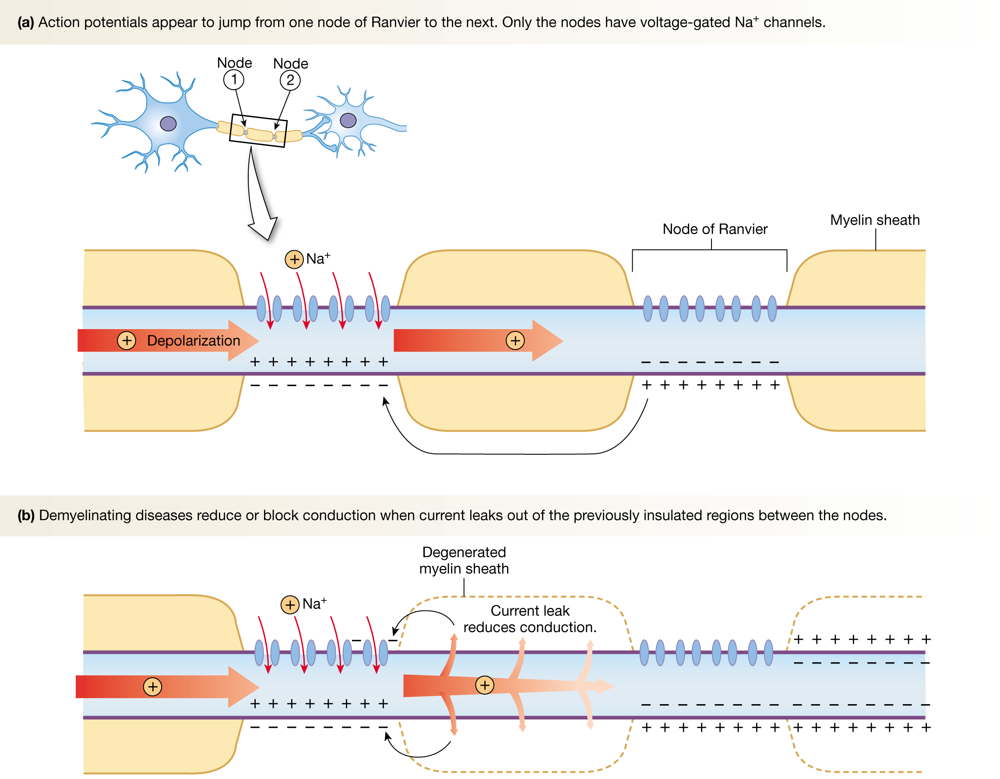 (a) Action potentials appear to jump from one node of Ranvier to the next. Only the nodes have voltage-gated Na⁺ channels.
Node
1
Node
2
Node of Ranvier
Myelin sheath
+ Na⁺
+ Depolarization
+
+ + + + + + + +
− − − − − − − −
− − − − − − − −
+ + + + + + + +
(b) Demyelinating diseases reduce or block conduction when current leaks out of the previously insulated regions between the nodes.
Degenerated
myelin sheath
+ Na⁺
Current leak
reduces conduction.
− −
+ + + + + + + +
− − − − − − − −
+
+
+ + + + + + + +
− − − − − − − − − − − − − − − −
− − − − − − − −
+ + + + + + + + + + + + + + + +